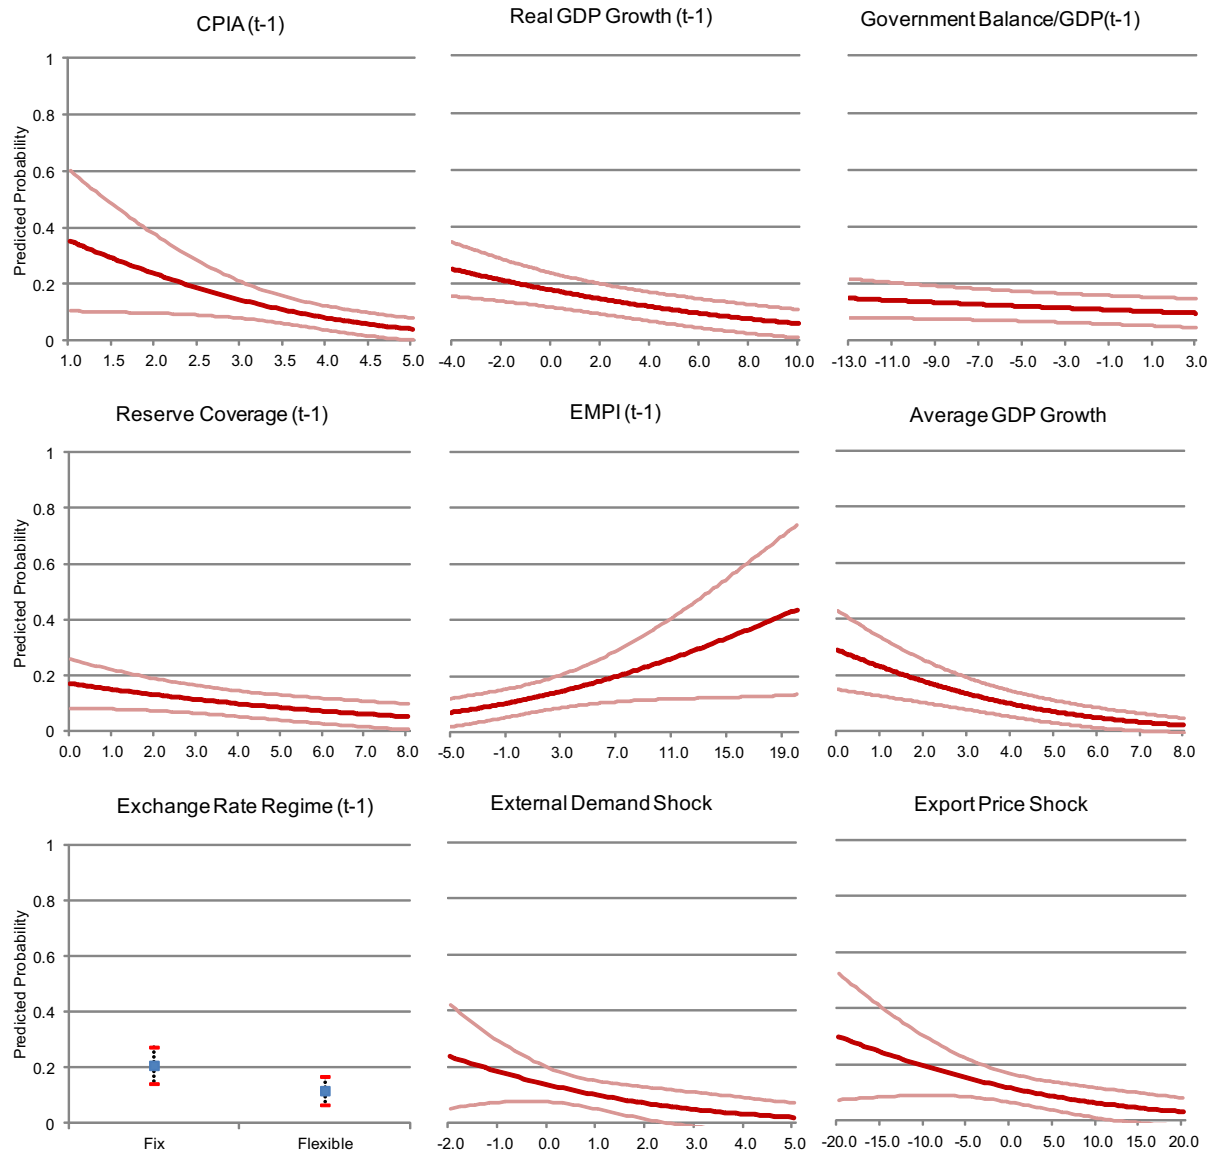 CPIA (t-1)
Real GDP Growth (t-1)
Government Balance/GDP(t-1)
Predicted Probability
1
0.8
0.6
0.4
0.2
0
1.0 1.5 2.0 2.5 3.0 3.5 4.0 4.5 5.0
-4.0 -2.0 0.0 2.0 4.0 6.0 8.0 10.0
-13.0 -11.0 -9.0 -7.0 -5.0 -3.0 -1.0 1.0 3.0
Reserve Coverage (t-1)
EMPI (t-1)
Average GDP Growth
Predicted Probability
1
0.8
0.6
0.4
0.2
0
0.0 1.0 2.0 3.0 4.0 5.0 6.0 7.0 8.0
-5.0 -1.0 3.0 7.0 11.0 15.0 19.0
0.0 1.0 2.0 3.0 4.0 5.0 6.0 7.0 8.0
Exchange Rate Regime (t-1)
External Demand Shock
Export Price Shock
Predicted Probability
1
0.8
0.6
0.4
0.2
0
Fix Flexible
-2.0 -1.0 0.0 1.0 2.0 3.0 4.0 5.0
-20.0 -15.0 -10.0 -5.0 0.0 5.0 10.0 15.0 20.0